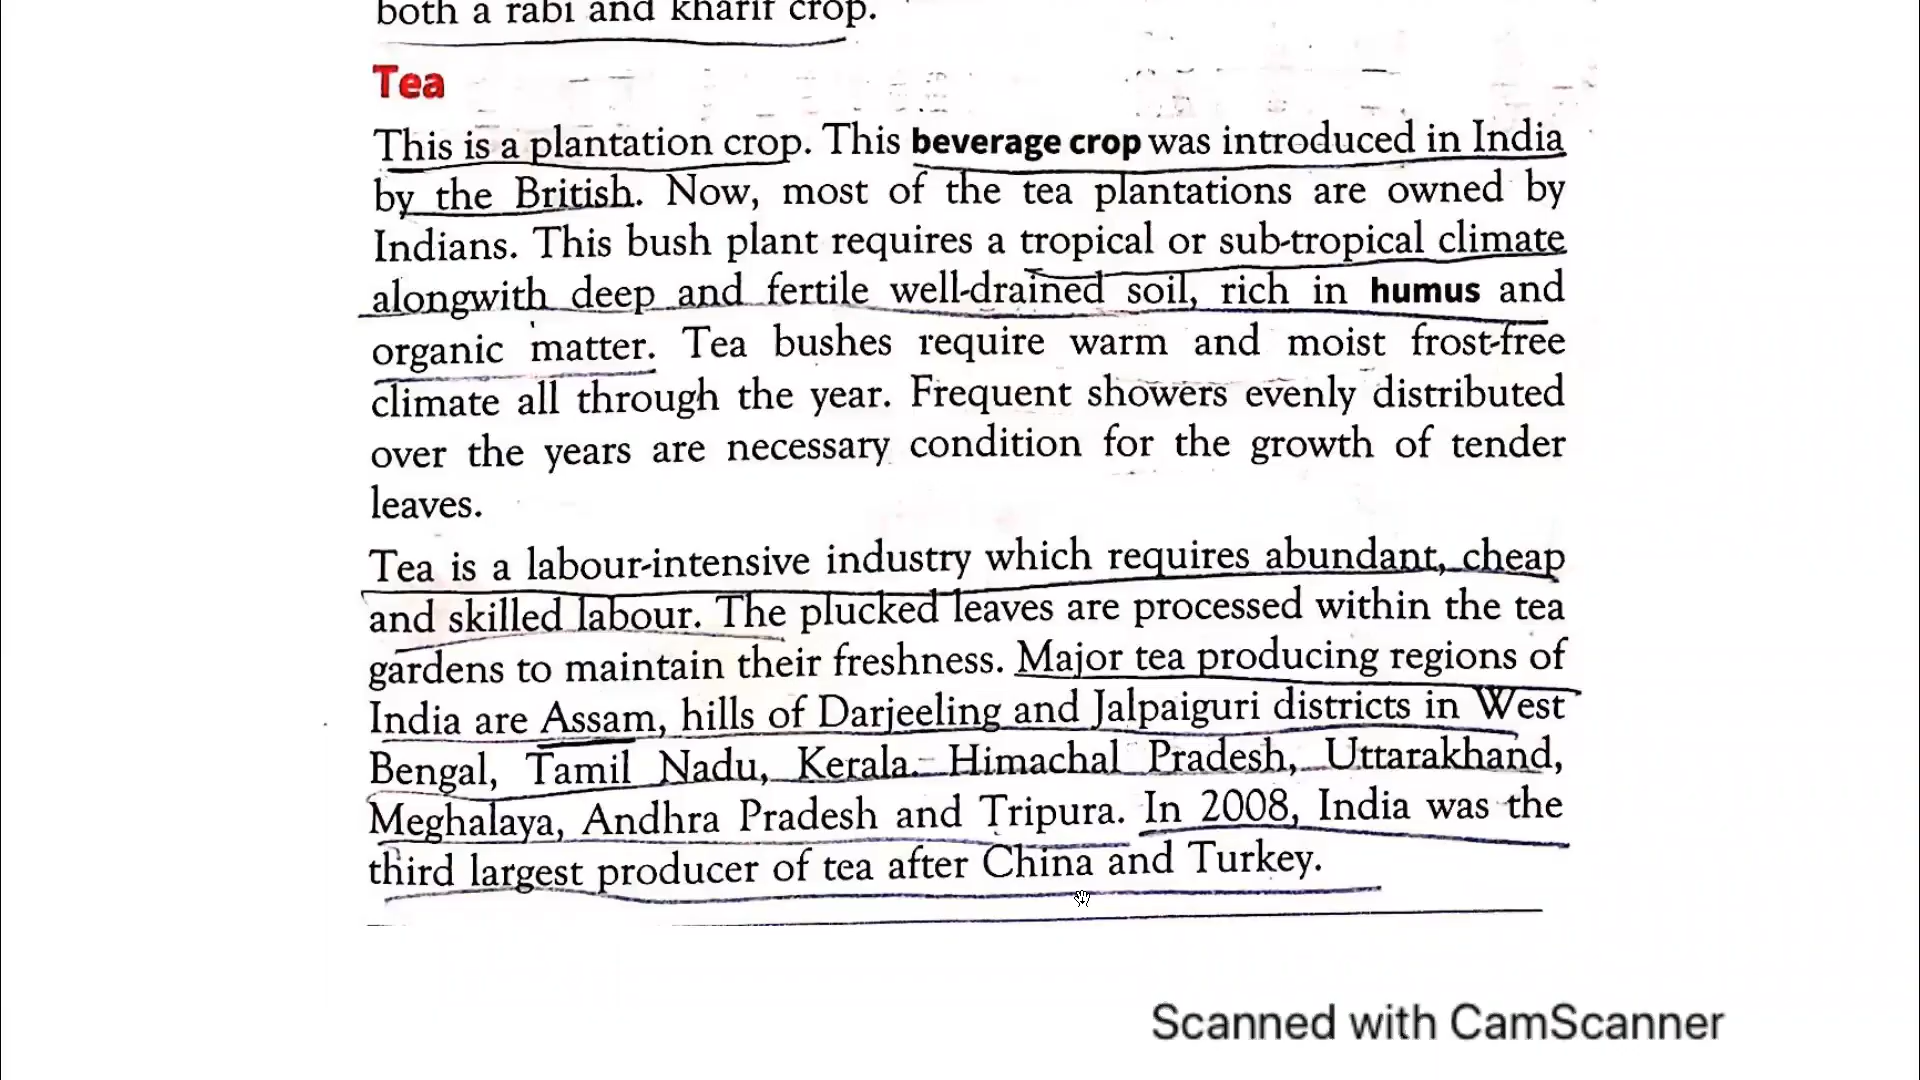 both a rabi and kharif crop.
Tea
This is a plantation crop. This beverage crop was introduced in India
by the British. Now, most of the tea plantations are owned by
Indians. This bush plant requires a tropical or sub-tropical climate
alongwith deep and fertile well-drained soil, rich in humus and
organic matter. Tea bushes require warm and moist frost-free
climate all through the year. Frequent showers evenly distributed
over the years are necessary condition for the growth of tender
leaves.
Tea is a labour-intensive industry which requires abundant, cheap
and skilled labour. The plucked leaves are processed within the tea
gardens to maintain their freshness. Major tea producing regions of
India are Assam, hills of Darjeeling and Jalpaiguri districts in West
Bengal, Tamil Nadu, Kerala. Himachal Pradesh, Uttarakhand,
Meghalaya, Andhra Pradesh and Tripura. In 2008, India was the
third largest producer of tea after China and Turkey.
Scanned with CamScanner